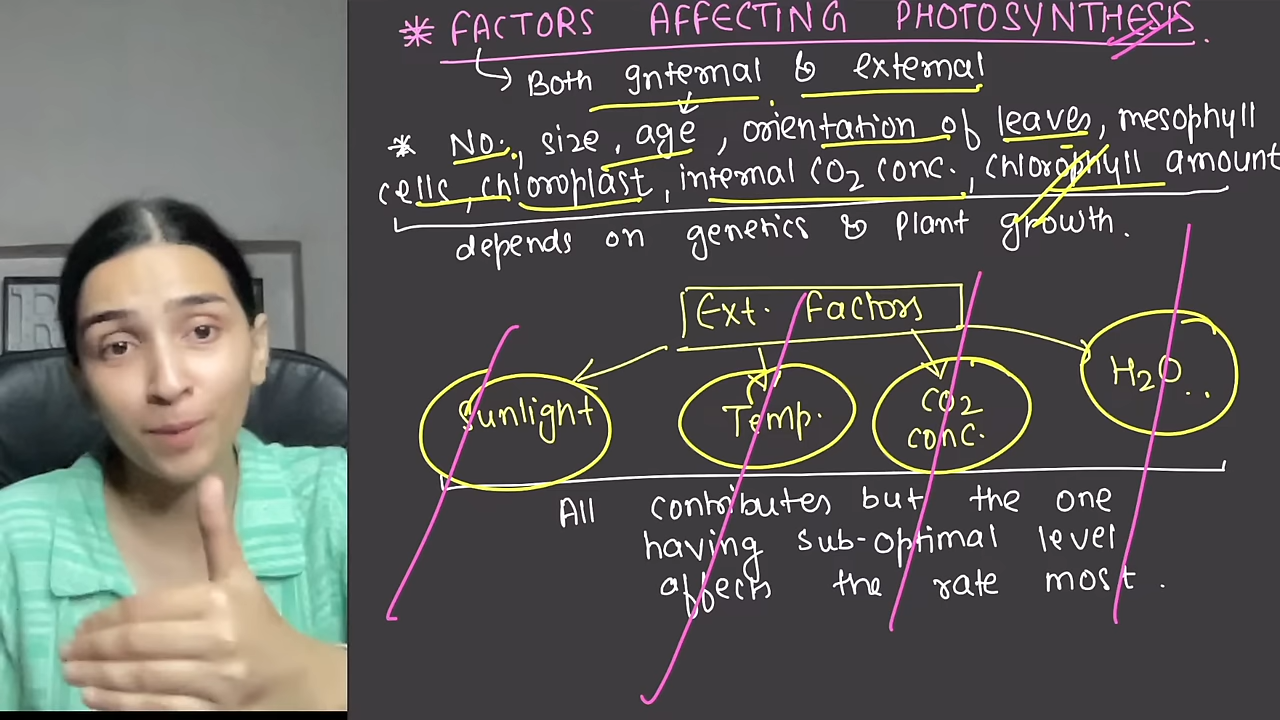 * FACTORS AFFECTING PHOTOSYNTHESIS.
↳ Both Internal & external
* No., size, age, orientation of leaves, mesophyll
cells, chloroplast, internal CO2 conc., chlorophyll amount
depends on genetics & Plant growth.
Ext. Factors
Sunlight
Temp.
CO2
conc.
H2O..
All contributes but the one
having sub-optimal level
affects the rate most.